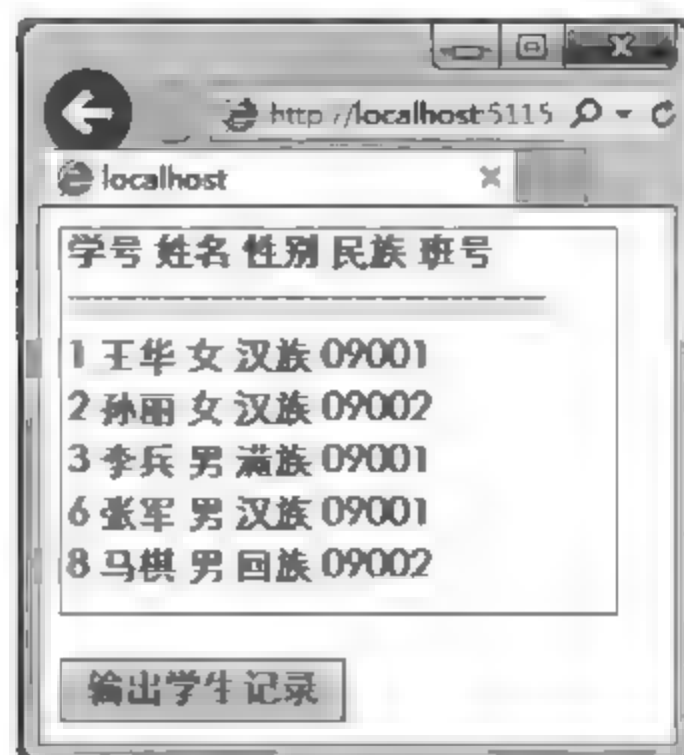 http://localhost:5115
localhost
学号 姓名 性别 民族 班号
1 王华 女 汉族 09001
2 孙丽 女 汉族 09002
3 李兵 男 满族 09001
6 张军 男 汉族 09001
8 马棋 男 回族 09002
输出学生记录